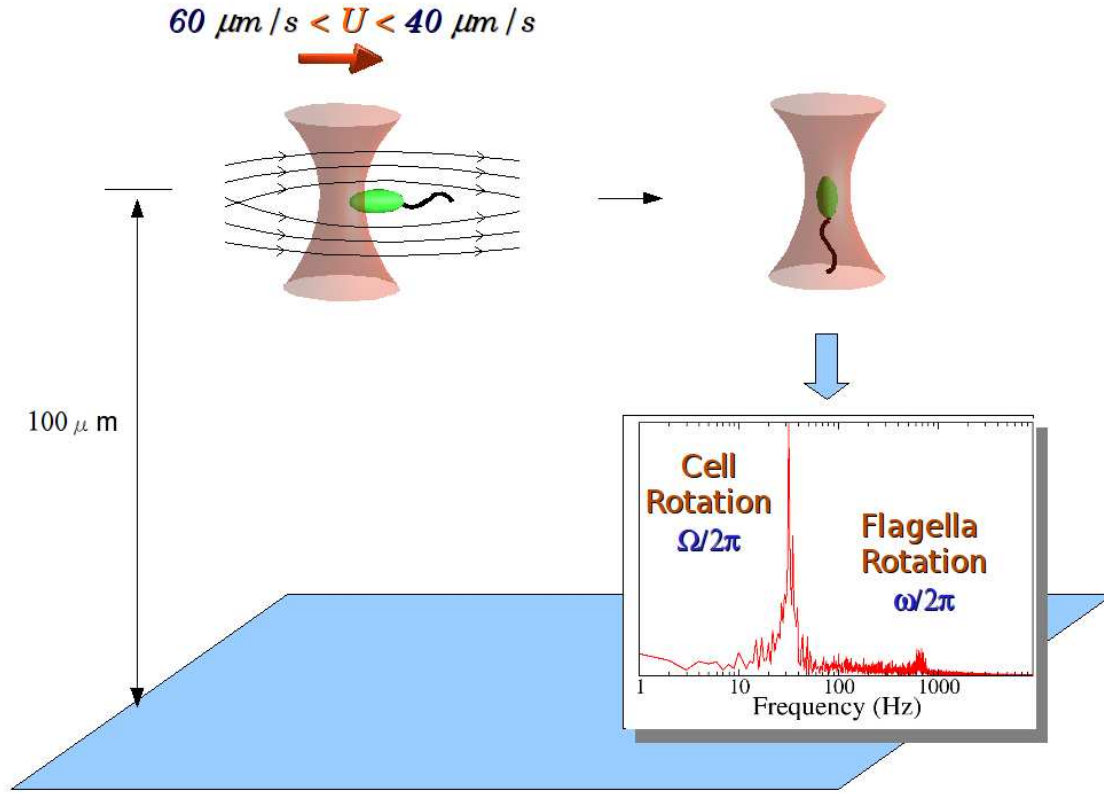 60 μm/s < U < 40 μm/s
100 μ m
Cell
Rotation
Ω/2π
Flagella
Rotation
ω/2π
1 10 100 1000
Frequency (Hz)